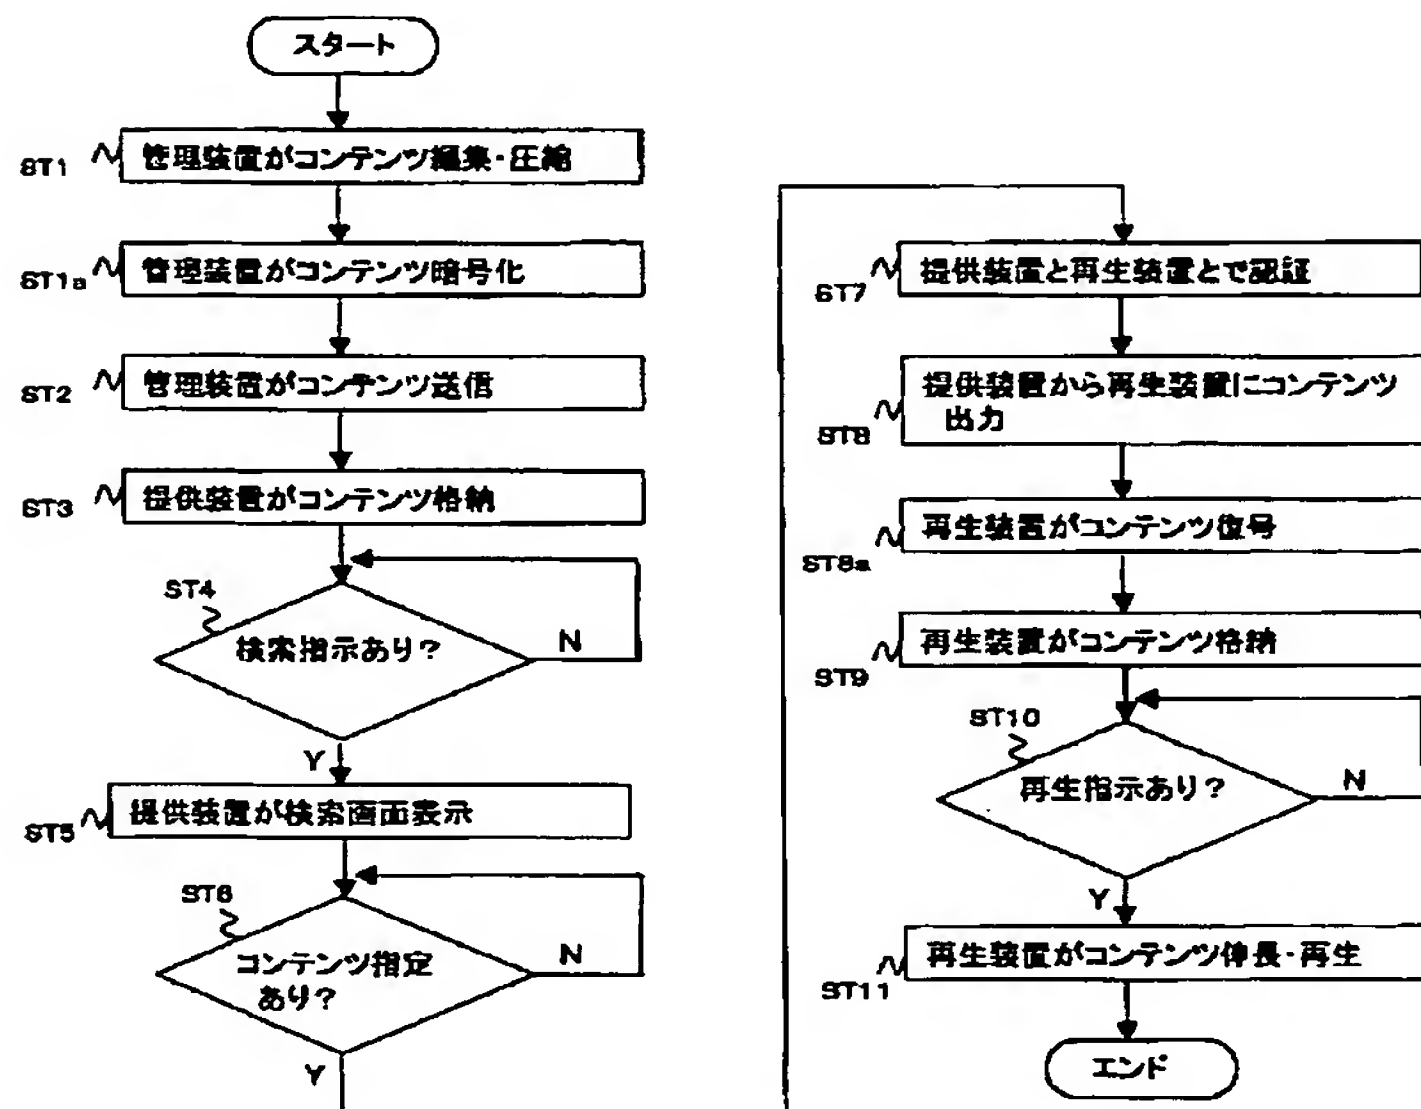 スタート
ST1
管理装置がコンテンツ編集・圧縮
ST1a
管理装置がコンテンツ暗号化
ST2
管理装置がコンテンツ送信
ST3
提供装置がコンテンツ格納
ST4
検索指示あり?
N
Y
ST5
提供装置が検索画面表示
ST6
コンテンツ指定
あり?
N
Y
ST7
提供装置と再生装置とで認証
ST8
提供装置から再生装置にコンテンツ
出力
ST8a
再生装置がコンテンツ復号
ST9
再生装置がコンテンツ格納
ST10
再生指示あり?
N
Y
ST11
再生装置がコンテンツ伸長・再生
エンド